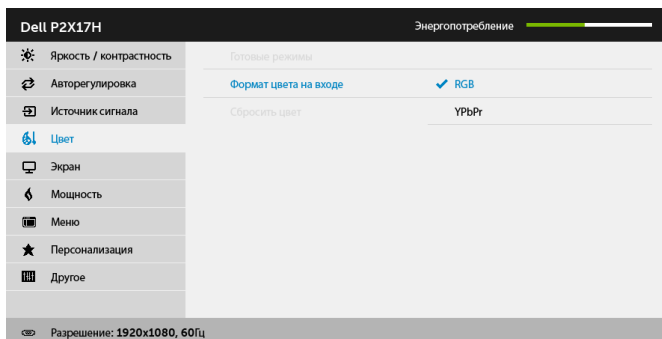 Dell P2X17H
Энергопотребление
Яркость / контрастность
Готовые режимы
Авторегулировка
Формат цвета на входе
RGB
Источник сигнала
Сбросить цвет
YPbPr
Цвет
Экран
Мощность
Меню
Персонализация
Другое
Разрешение: 1920x1080, 60Гц